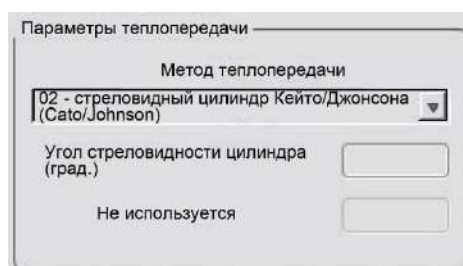 Параметры теплопередачи
Метод теплопередачи
02 - стреловидный цилиндр Кейто/Джонсона
(Cato/Johnson)
Угол стреловидности цилиндра
(град.)
Не используется